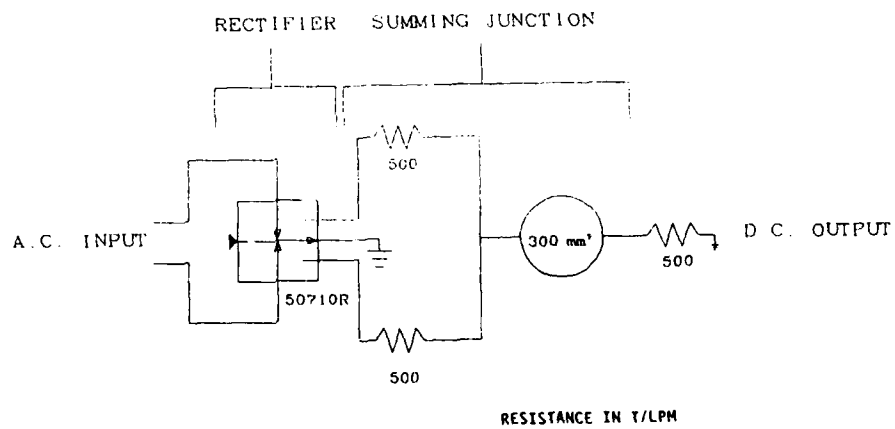 RECTIFIER SUMMING JUNCTION
500
A.C. INPUT
300 mm³
D C. OUTPUT
500
50710R
500
RESISTANCE IN T/LPM